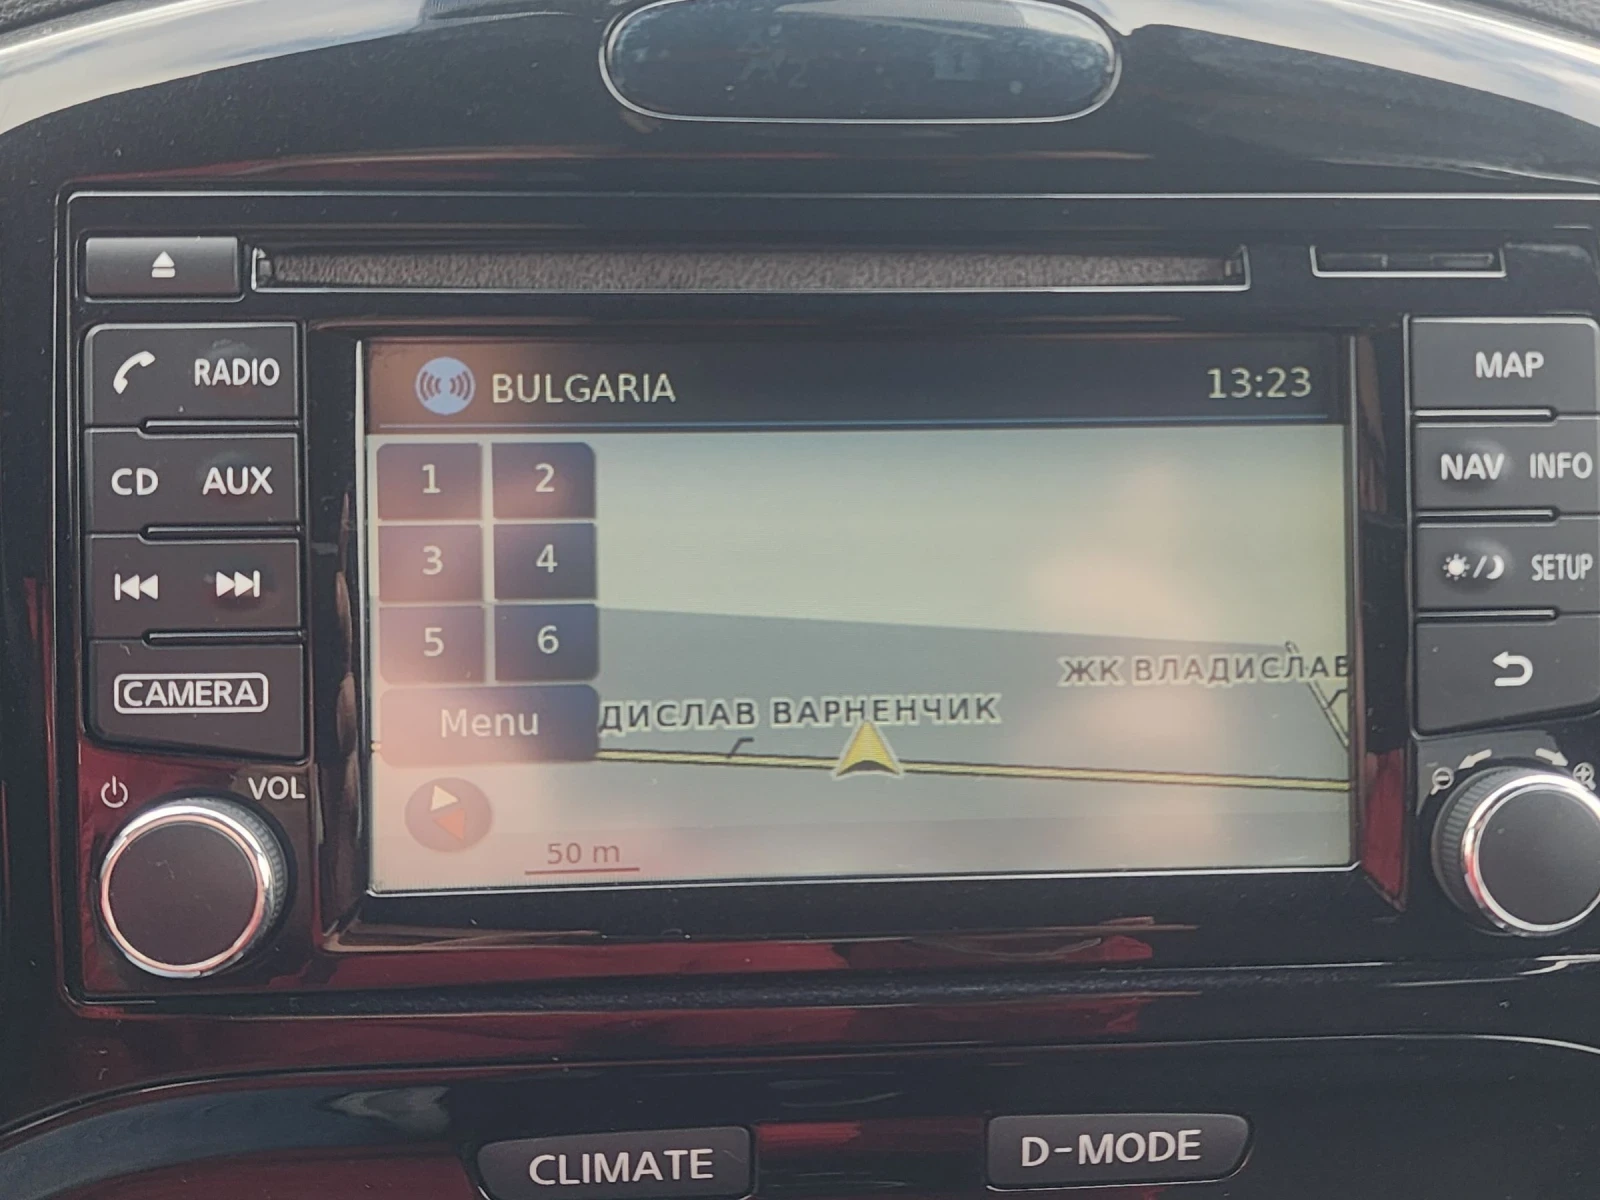 RADIO
CD AUX
CAMERA
VOL
BULGARIA 13:23
1 2
3 4
5 6
Menu
ДИСЛАВ ВАРНЕНЧИК
ЖК ВЛАДИСЛАВ
50 m
MAP
NAV INFO
SETUP
CLIMATE
D-MODE